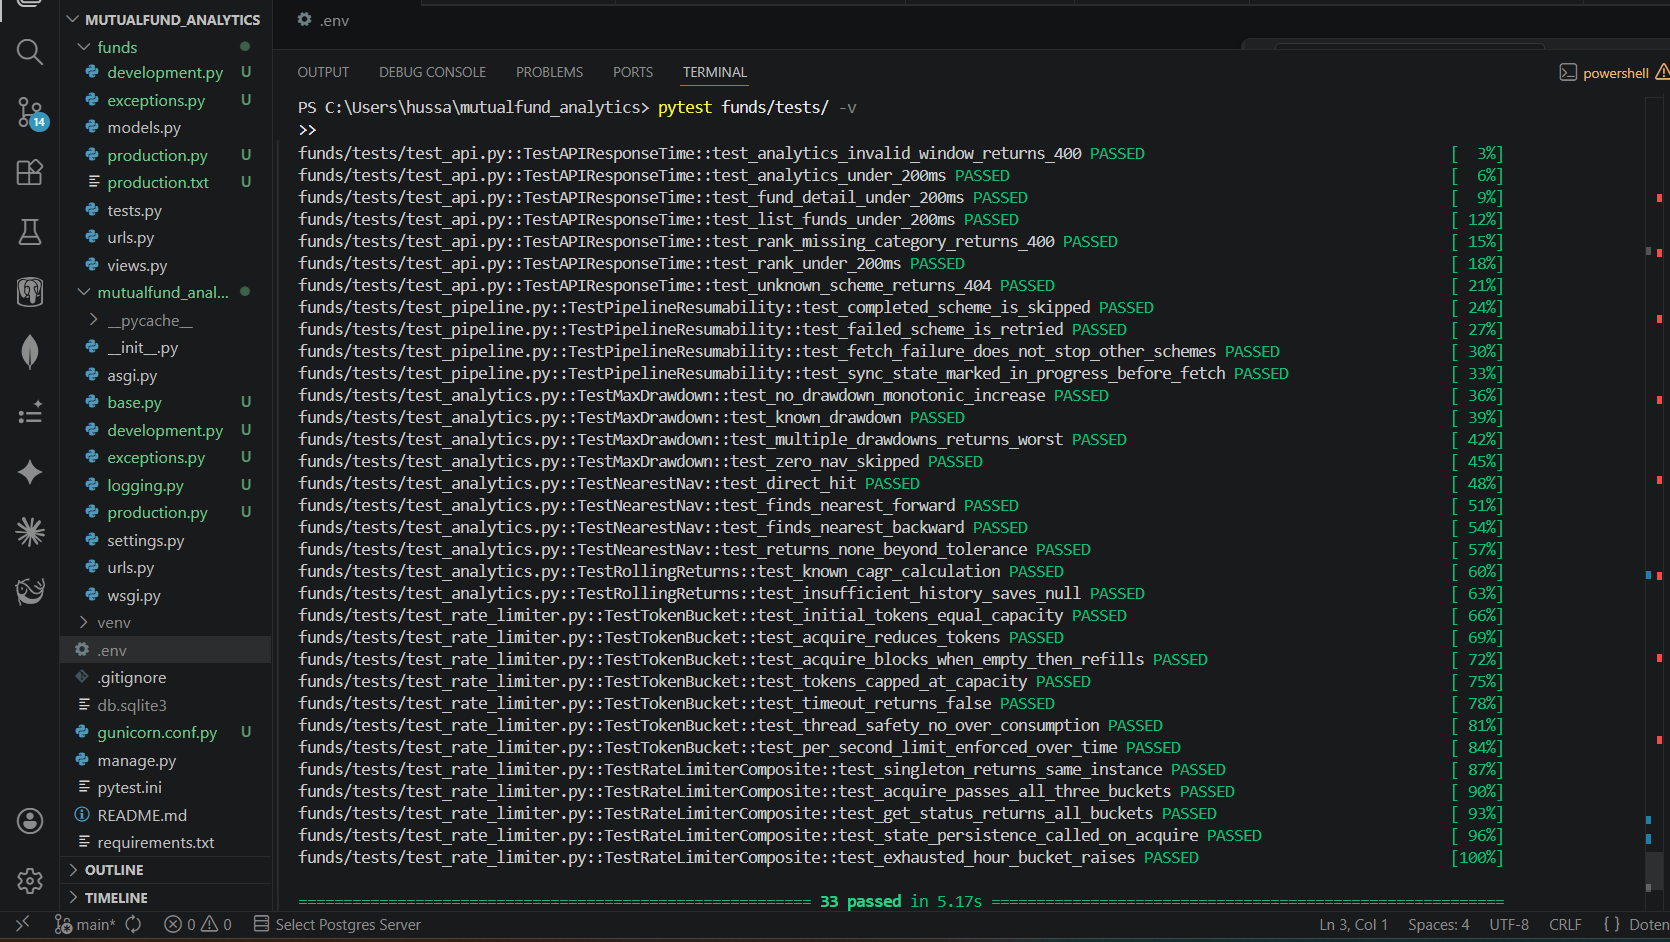 MUTUALFUND_ANALYTICS
funds
development.py U
exceptions.py U
models.py
production.py U
production.txt U
tests.py
urls.py
views.py
mutualfund_anal...
__pycache__
__init__.py
asgi.py
base.py U
development.py U
exceptions.py U
logging.py U
production.py U
settings.py
urls.py
wsgi.py
venv
.env
.gitignore
db.sqlite3
gunicorn.conf.py U
manage.py
pytest.ini
README.md
requirements.txt
OUTLINE
TIMELINE
14
.env
OUTPUT DEBUG CONSOLE PROBLEMS PORTS TERMINAL
powershell
PS C:\Users\hussa\mutualfund_analytics> pytest funds/tests/ -v
>>
funds/tests/test_api.py::TestAPIResponseTime::test_analytics_invalid_window_returns_400 PASSED [  3%]
funds/tests/test_api.py::TestAPIResponseTime::test_analytics_under_200ms PASSED [  6%]
funds/tests/test_api.py::TestAPIResponseTime::test_fund_detail_under_200ms PASSED [  9%]
funds/tests/test_api.py::TestAPIResponseTime::test_list_funds_under_200ms PASSED [ 12%]
funds/tests/test_api.py::TestAPIResponseTime::test_rank_missing_category_returns_400 PASSED [ 15%]
funds/tests/test_api.py::TestAPIResponseTime::test_rank_under_200ms PASSED [ 18%]
funds/tests/test_api.py::TestAPIResponseTime::test_unknown_scheme_returns_404 PASSED [ 21%]
funds/tests/test_pipeline.py::TestPipelineResumability::test_completed_scheme_is_skipped PASSED [ 24%]
funds/tests/test_pipeline.py::TestPipelineResumability::test_failed_scheme_is_retried PASSED [ 27%]
funds/tests/test_pipeline.py::TestPipelineResumability::test_fetch_failure_does_not_stop_other_schemes PASSED [ 30%]
funds/tests/test_pipeline.py::TestPipelineResumability::test_sync_state_marked_in_progress_before_fetch PASSED [ 33%]
funds/tests/test_analytics.py::TestMaxDrawdown::test_no_drawdown_monotonic_increase PASSED [ 36%]
funds/tests/test_analytics.py::TestMaxDrawdown::test_known_drawdown PASSED [ 39%]
funds/tests/test_analytics.py::TestMaxDrawdown::test_multiple_drawdowns_returns_worst PASSED [ 42%]
funds/tests/test_analytics.py::TestMaxDrawdown::test_zero_nav_skipped PASSED [ 45%]
funds/tests/test_analytics.py::TestNearestNav::test_direct_hit PASSED [ 48%]
funds/tests/test_analytics.py::TestNearestNav::test_finds_nearest_forward PASSED [ 51%]
funds/tests/test_analytics.py::TestNearestNav::test_finds_nearest_backward PASSED [ 54%]
funds/tests/test_analytics.py::TestNearestNav::test_returns_none_beyond_tolerance PASSED [ 57%]
funds/tests/test_analytics.py::TestRollingReturns::test_known_cagr_calculation PASSED [ 60%]
funds/tests/test_analytics.py::TestRollingReturns::test_insufficient_history_saves_null PASSED [ 63%]
funds/tests/test_rate_limiter.py::TestTokenBucket::test_initial_tokens_equal_capacity PASSED [ 66%]
funds/tests/test_rate_limiter.py::TestTokenBucket::test_acquire_reduces_tokens PASSED [ 69%]
funds/tests/test_rate_limiter.py::TestTokenBucket::test_acquire_blocks_when_empty_then_refills PASSED [ 72%]
funds/tests/test_rate_limiter.py::TestTokenBucket::test_tokens_capped_at_capacity PASSED [ 75%]
funds/tests/test_rate_limiter.py::TestTokenBucket::test_timeout_returns_false PASSED [ 78%]
funds/tests/test_rate_limiter.py::TestTokenBucket::test_thread_safety_no_over_consumption PASSED [ 81%]
funds/tests/test_rate_limiter.py::TestTokenBucket::test_per_second_limit_enforced_over_time PASSED [ 84%]
funds/tests/test_rate_limiter.py::TestRateLimiterComposite::test_singleton_returns_same_instance PASSED [ 87%]
funds/tests/test_rate_limiter.py::TestRateLimiterComposite::test_acquire_passes_all_three_buckets PASSED [ 90%]
funds/tests/test_rate_limiter.py::TestRateLimiterComposite::test_get_status_returns_all_buckets PASSED [ 93%]
funds/tests/test_rate_limiter.py::TestRateLimiterComposite::test_state_persistence_called_on_acquire PASSED [ 96%]
funds/tests/test_rate_limiter.py::TestRateLimiterComposite::test_exhausted_hour_bucket_raises PASSED [100%]
========================================================= 33 passed in 5.17s =========================================================
main* 0 0 Select Postgres Server Ln 3, Col 1 Spaces: 4 UTF-8 CRLF { } Doten